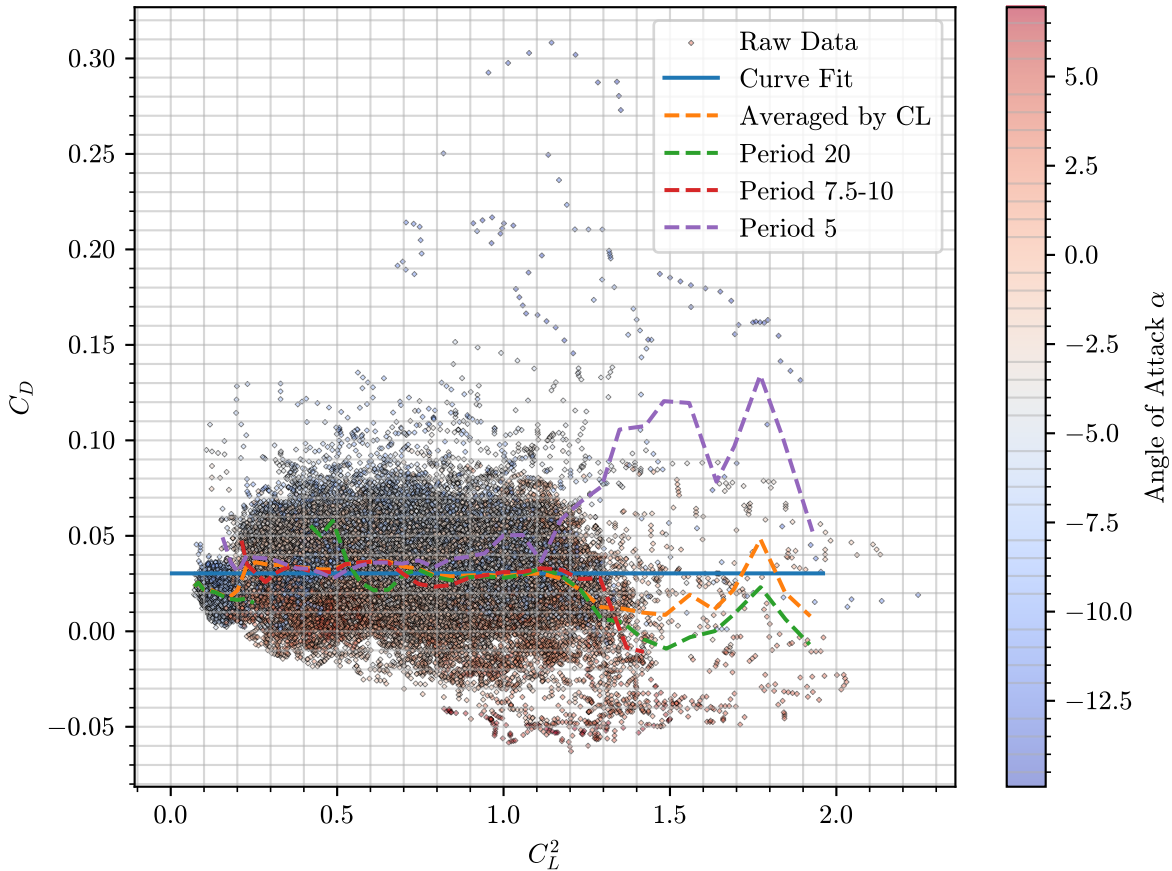 0.30
0.25
0.20
0.15
0.10
0.05
0.00
−0.05
C_D
0.0
0.5
1.0
1.5
2.0
C_L^2
Raw Data
Curve Fit
Averaged by CL
Period 20
Period 7.5-10
Period 5
5.0
2.5
0.0
−2.5
−5.0
−7.5
−10.0
−12.5
Angle of Attack α